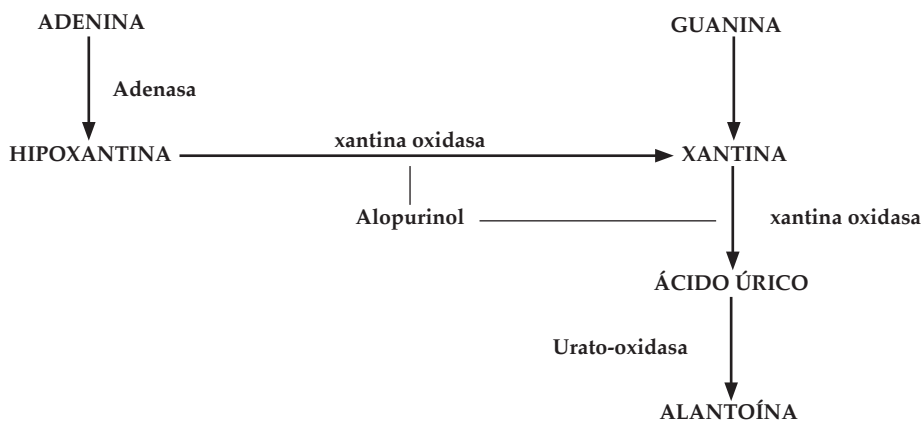 ADENINA
GUANINA
Adenasa
HIPOXANTINA
xantina oxidasa
XANTINA
Alopurinol
xantina oxidasa
ÁCIDO ÚRICO
Urato-oxidasa
ALANTOÍNA